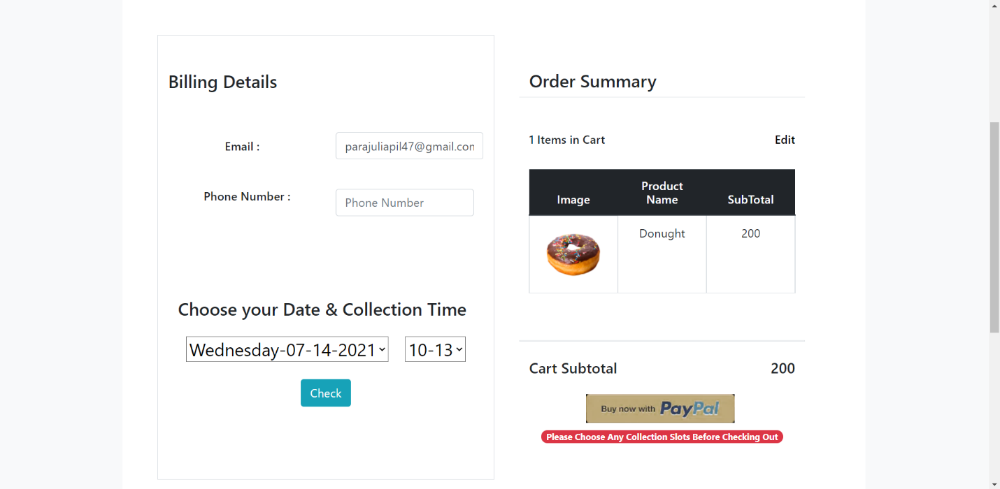 Billing Details
Email :
parajuliapil47@gmail.con
Phone Number :
Phone Number
Choose your Date & Collection Time
Wednesday-07-14-2021
10-13
Check
Order Summary
1 Items in Cart
Edit
Image
Product Name
SubTotal
Donught
200
Cart Subtotal
200
Buy now with PayPal
Please Choose Any Collection Slots Before Checking Out